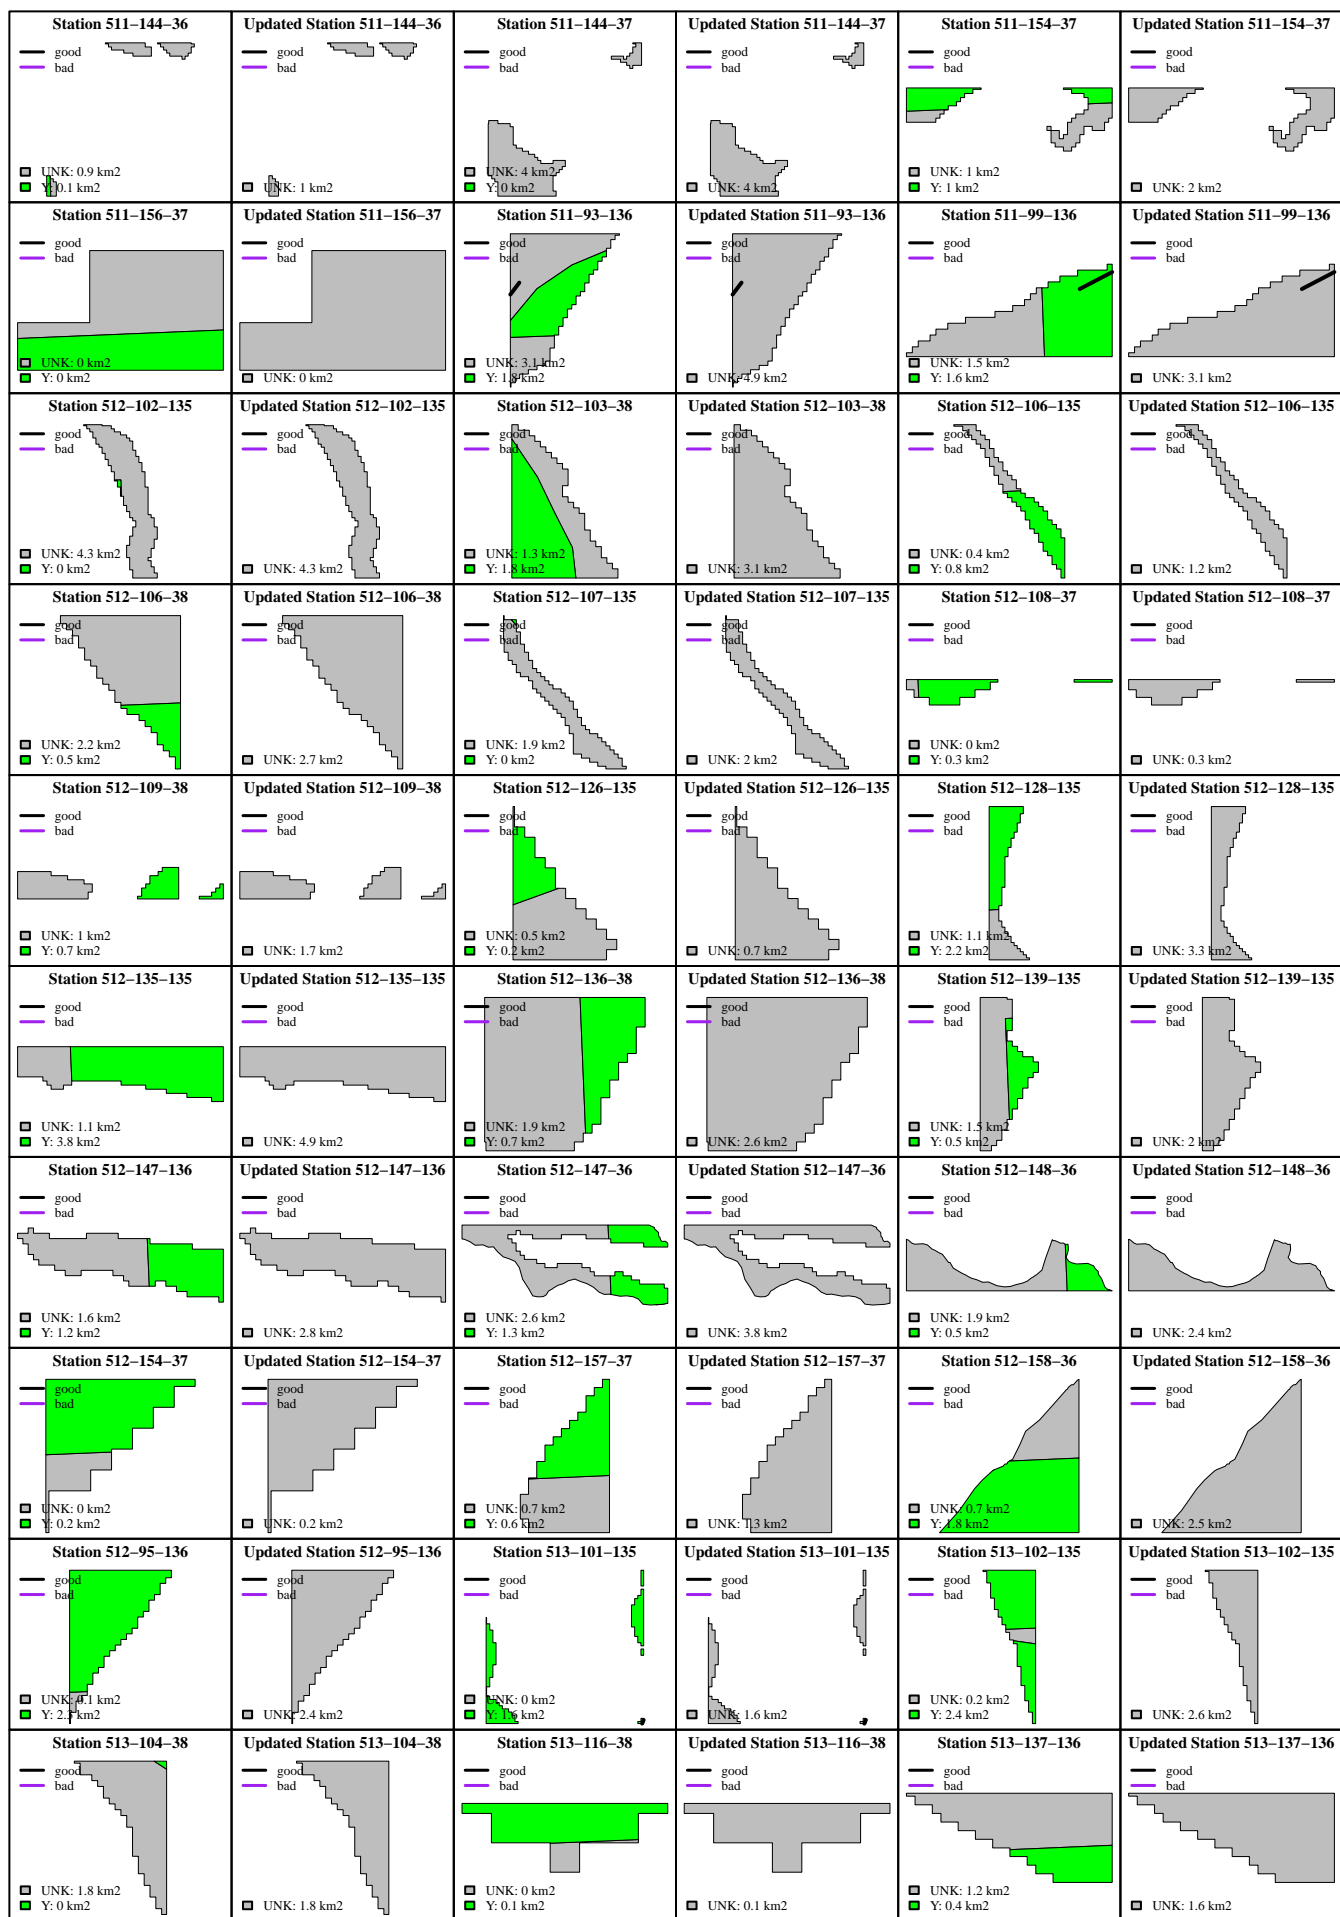 Station 511−144−36
good
bad
UNK: 0.9 km2
Y: 0.1 km2
Updated Station 511−144−36
good
bad
UNK: 1 km2
Station 511−144−37
good
bad
UNK: 4 km2
Y: 0 km2
Updated Station 511−144−37
good
bad
UNK: 4 km2
Station 511−154−37
good
bad
UNK: 1 km2
Y: 1 km2
Updated Station 511−154−37
good
bad
UNK: 2 km2
Station 511−156−37
good
bad
UNK: 0 km2
Y: 0 km2
Updated Station 511−156−37
good
bad
UNK: 0 km2
Station 511−93−136
good
bad
UNK: 3.1 km2
Y: 1.8 km2
Updated Station 511−93−136
good
bad
UNK: 4.9 km2
Station 511−99−136
good
bad
UNK: 1.5 km2
Y: 1.6 km2
Updated Station 511−99−136
good
bad
UNK: 3.1 km2
Station 512−102−135
good
bad
UNK: 4.3 km2
Y: 0 km2
Updated Station 512−102−135
good
bad
UNK: 4.3 km2
Station 512−103−38
good
bad
UNK: 1.3 km2
Y: 1.8 km2
Updated Station 512−103−38
good
bad
UNK: 3.1 km2
Station 512−106−135
good
bad
UNK: 0.4 km2
Y: 0.8 km2
Updated Station 512−106−135
good
bad
UNK: 1.2 km2
Station 512−106−38
good
bad
UNK: 2.2 km2
Y: 0.5 km2
Updated Station 512−106−38
good
bad
UNK: 2.7 km2
Station 512−107−135
good
bad
UNK: 1.9 km2
Y: 0 km2
Updated Station 512−107−135
good
bad
UNK: 2 km2
Station 512−108−37
good
bad
UNK: 0 km2
Y: 0.3 km2
Updated Station 512−108−37
good
bad
UNK: 0.3 km2
Station 512−109−38
good
bad
UNK: 1 km2
Y: 0.7 km2
Updated Station 512−109−38
good
bad
UNK: 1.7 km2
Station 512−126−135
good
bad
UNK: 0.5 km2
Y: 0.2 km2
Updated Station 512−126−135
good
bad
UNK: 0.7 km2
Station 512−128−135
good
bad
UNK: 1.1 km2
Y: 2.2 km2
Updated Station 512−128−135
good
bad
UNK: 3.3 km2
Station 512−135−135
good
bad
UNK: 1.1 km2
Y: 3.8 km2
Updated Station 512−135−135
good
bad
UNK: 4.9 km2
Station 512−136−38
good
bad
UNK: 1.9 km2
Y: 0.7 km2
Updated Station 512−136−38
good
bad
UNK: 2.6 km2
Station 512−139−135
good
bad
UNK: 1.5 km2
Y: 0.5 km2
Updated Station 512−139−135
good
bad
UNK: 2 km2
Station 512−147−136
good
bad
UNK: 1.6 km2
Y: 1.2 km2
Updated Station 512−147−136
good
bad
UNK: 2.8 km2
Station 512−147−36
good
bad
UNK: 2.6 km2
Y: 1.3 km2
Updated Station 512−147−36
good
bad
UNK: 3.8 km2
Station 512−148−36
good
bad
UNK: 1.9 km2
Y: 0.5 km2
Updated Station 512−148−36
good
bad
UNK: 2.4 km2
Station 512−154−37
good
bad
UNK: 0 km2
Y: 0.2 km2
Updated Station 512−154−37
good
bad
UNK: 0.2 km2
Station 512−157−37
good
bad
UNK: 0.7 km2
Y: 0.6 km2
Updated Station 512−157−37
good
bad
UNK: 1.3 km2
Station 512−158−36
good
bad
UNK: 0.7 km2
Y: 1.8 km2
Updated Station 512−158−36
good
bad
UNK: 2.5 km2
Station 512−95−136
good
bad
UNK: 0.1 km2
Y: 2.3 km2
Updated Station 512−95−136
good
bad
UNK: 2.4 km2
Station 513−101−135
good
bad
UNK: 0 km2
Y: 1.6 km2
Updated Station 513−101−135
good
bad
UNK: 1.6 km2
Station 513−102−135
good
bad
UNK: 0.2 km2
Y: 2.4 km2
Updated Station 513−102−135
good
bad
UNK: 2.6 km2
Station 513−104−38
good
bad
UNK: 1.8 km2
Y: 0 km2
Updated Station 513−104−38
good
bad
UNK: 1.8 km2
Station 513−116−38
good
bad
UNK: 0 km2
Y: 0.1 km2
Updated Station 513−116−38
good
bad
UNK: 0.1 km2
Station 513−137−136
good
bad
UNK: 1.2 km2
Y: 0.4 km2
Updated Station 513−137−136
good
bad
UNK: 1.6 km2